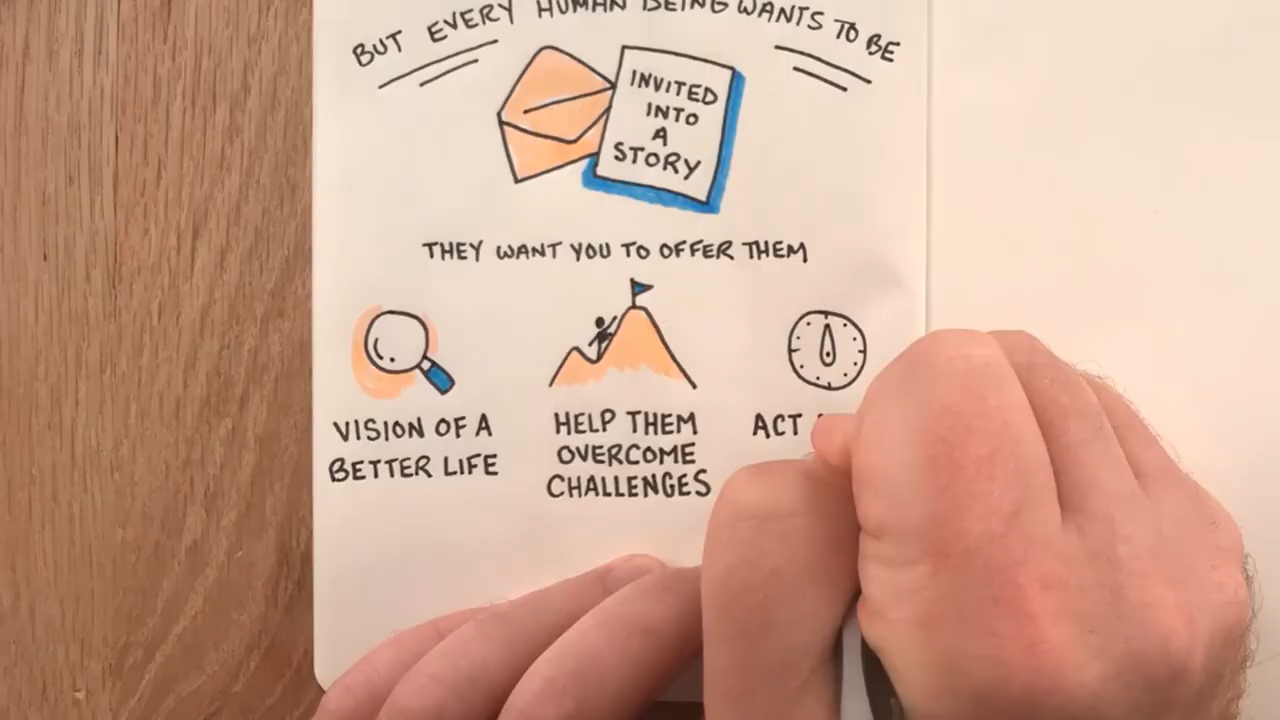 BUT EVERY HUMAN BEING WANTS TO BE
INVITED
INTO
A
STORY
THEY WANT YOU TO OFFER THEM
VISION OF A
BETTER LIFE
HELP THEM
OVERCOME
CHALLENGES
ACT